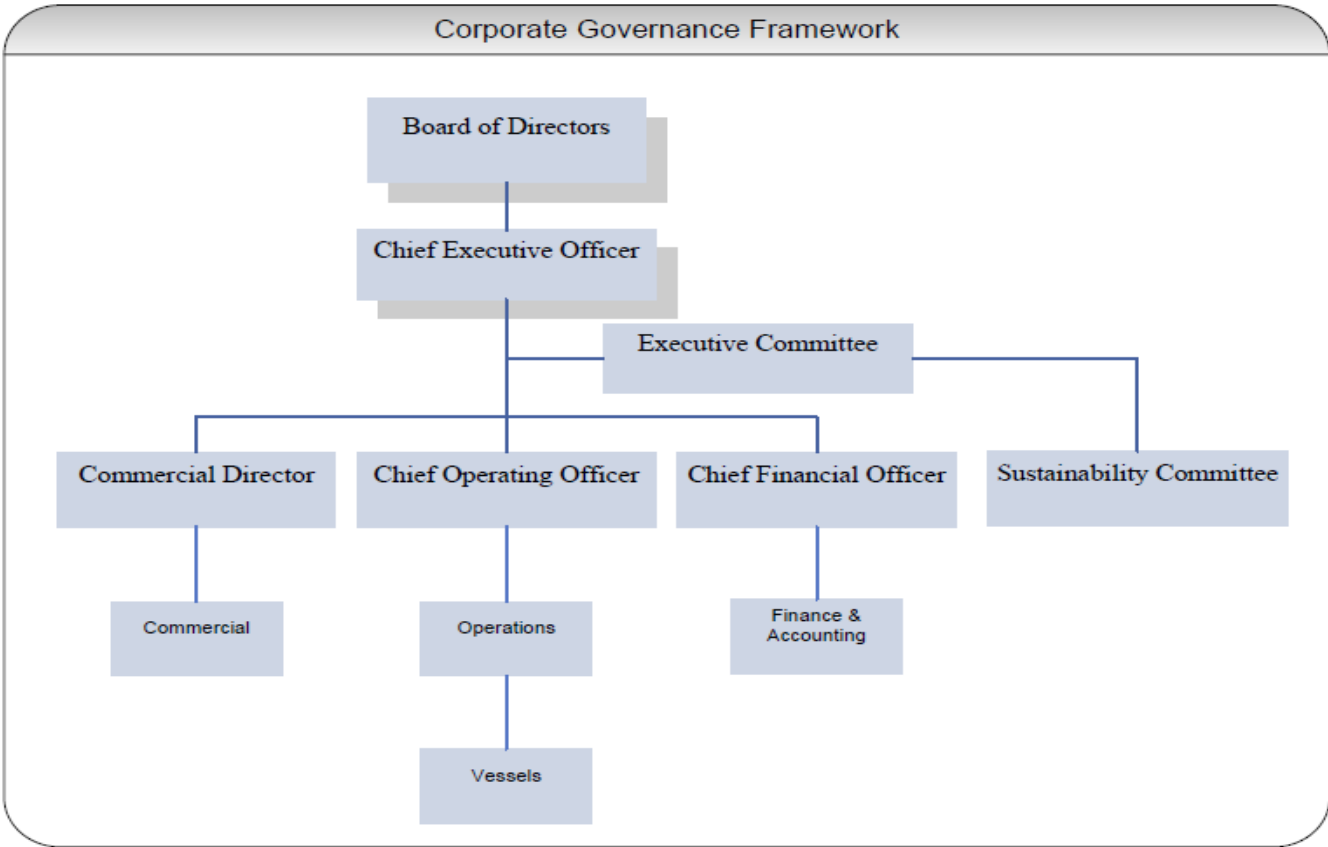 Corporate Governance Framework
Board of Directors
Chief Executive Officer
Executive Committee
Commercial Director
Chief Operating Officer
Chief Financial Officer
Sustainability Committee
Commercial
Operations
Finance &
Accounting
Vessels